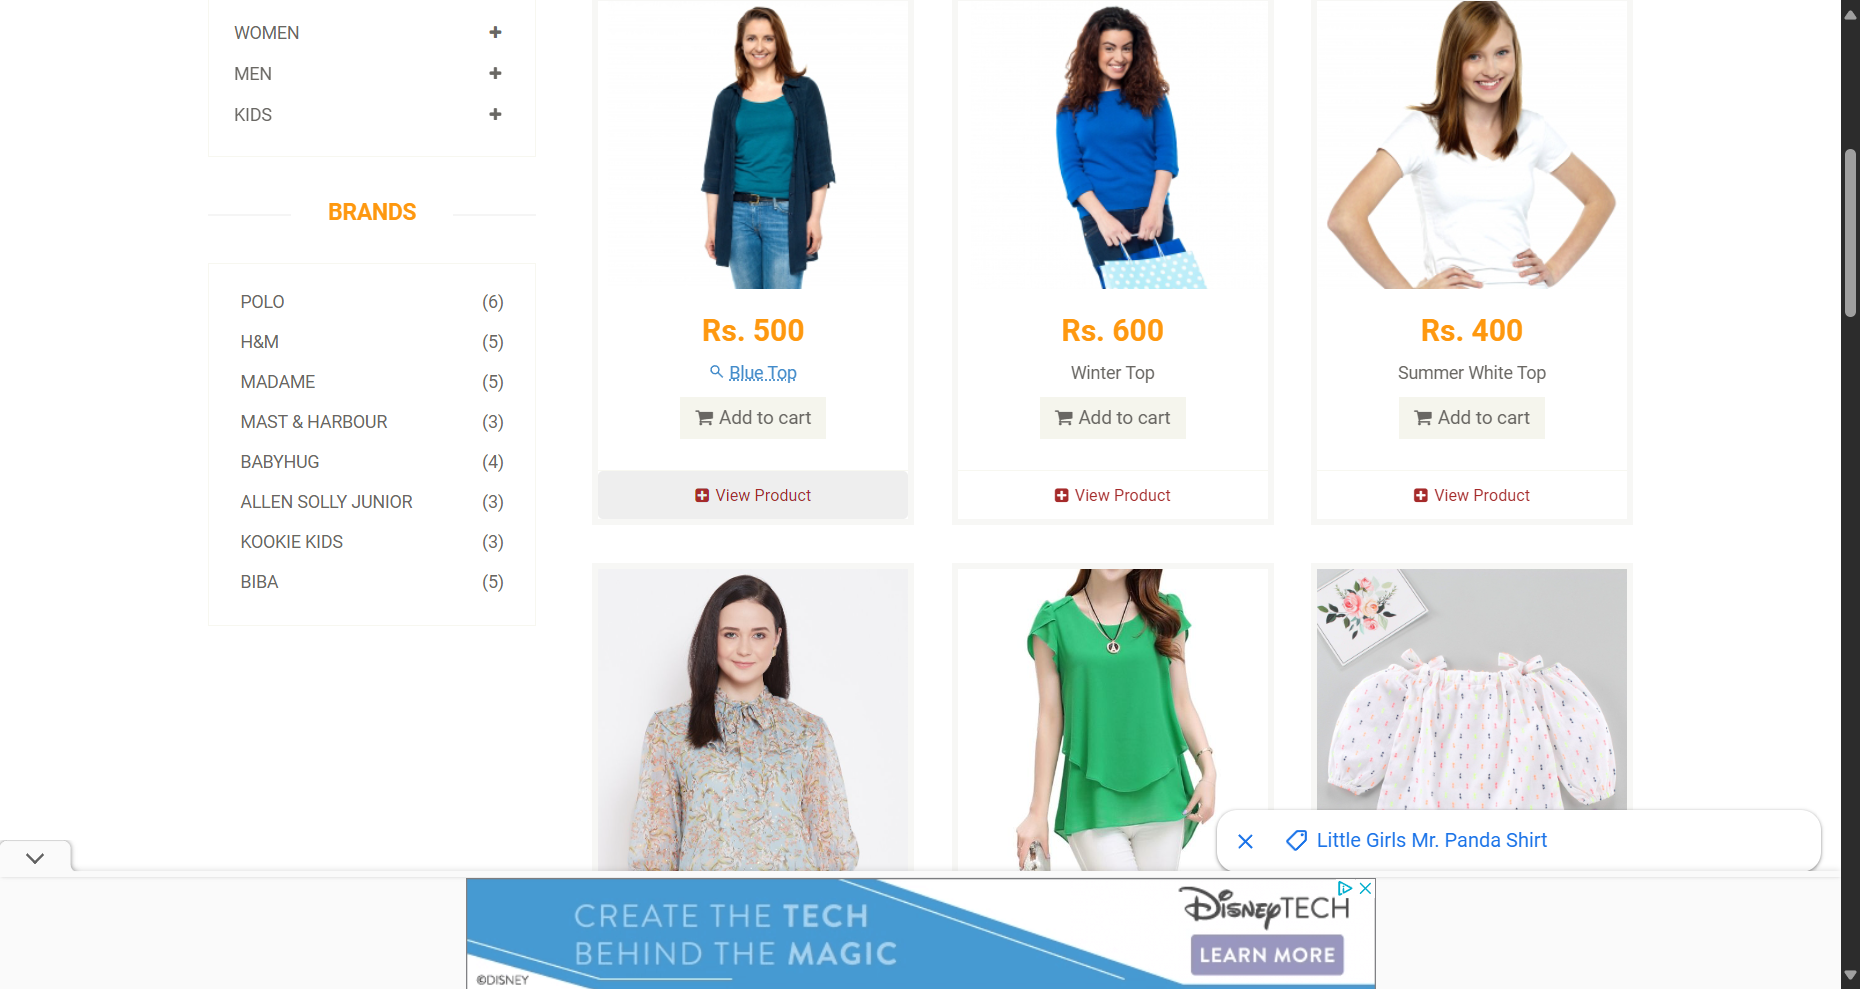 WOMEN
MEN
KIDS
BRANDS
POLO (6)
H&M (5)
MADAME (5)
MAST & HARBOUR (3)
BABYHUG (4)
ALLEN SOLLY JUNIOR (3)
KOOKIE KIDS (3)
BIBA (5)
Rs. 500
Blue Top
Add to cart
View Product
Rs. 600
Winter Top
Add to cart
View Product
Rs. 400
Summer White Top
Add to cart
View Product
Little Girls Mr. Panda Shirt
CREATE THE TECH
BEHIND THE MAGIC
©DISNEY
DISNEY TECH
LEARN MORE